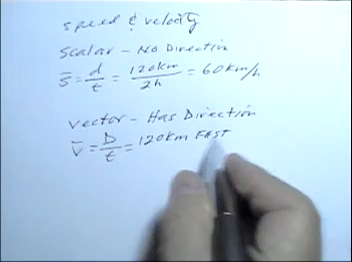 speed & velocity
Scalar - No Direction
s̄ = d/t = 120km/2h = 60km/h
vector - Has Direction
v̄ = D/t = 120km EAST